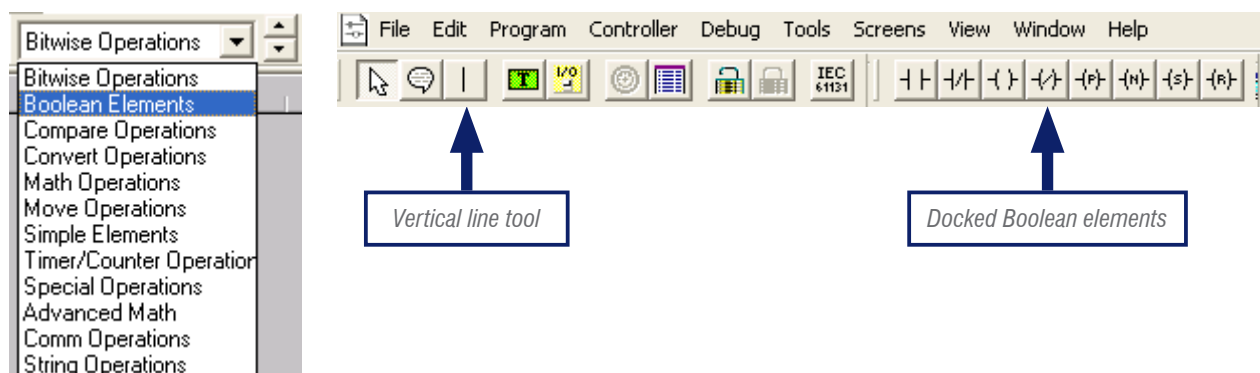 Bitwise Operations
Bitwise Operations
Boolean Elements
Compare Operations
Convert Operations
Math Operations
Move Operations
Simple Elements
Timer/Counter Operation
Special Operations
Advanced Math
Comm Operations
String Operations
File Edit Program Controller Debug Tools Screens View Window Help
T I/O IEC 61131 (P) (N) (S) (R)
Vertical line tool
Docked Boolean elements